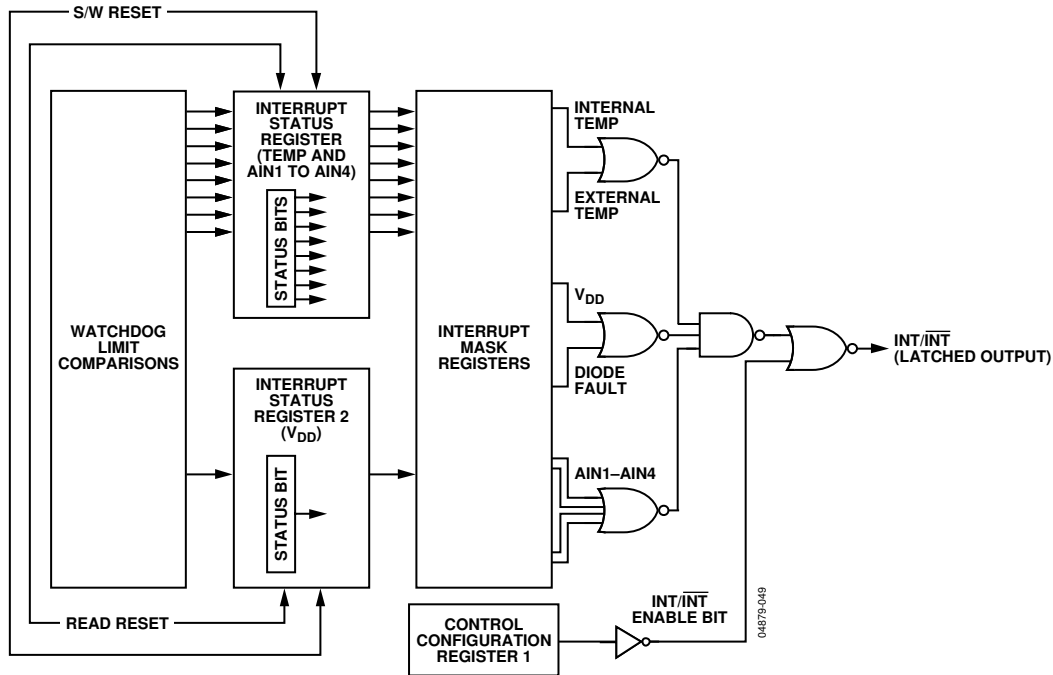 S/W RESET
INTERRUPT
STATUS
REGISTER
(TEMP AND
AIN1 TO AIN4)
STATUS BITS
WATCHDOG
LIMIT
COMPARISONS
INTERRUPT
STATUS
REGISTER 2
(VDD)
STATUS BIT
READ RESET
INTERRUPT
MASK
REGISTERS
INTERNAL
TEMP
EXTERNAL
TEMP
VDD
DIODE
FAULT
AIN1–AIN4
INT/INT
(LATCHED OUTPUT)
CONTROL
CONFIGURATION
REGISTER 1
INT/INT
ENABLE BIT
04879-049